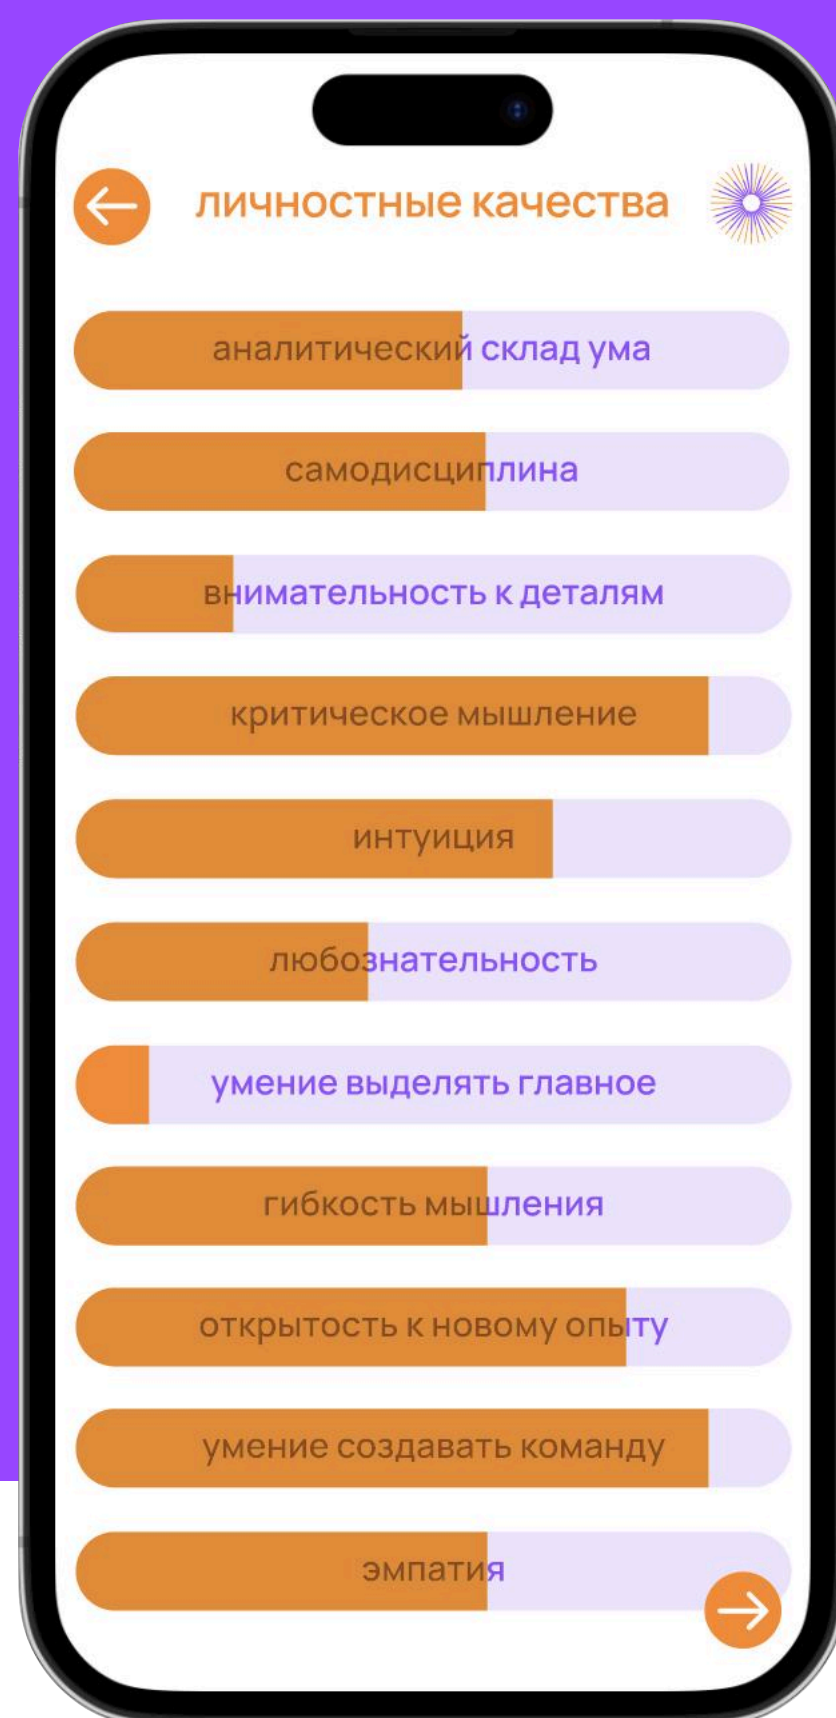 личностные качества
аналитический склад ума
самодисциплина
внимательность к деталям
критическое мышление
интуиция
любознательность
умение выделять главное
гибкость мышления
открытость к новому опыту
умение создавать команду
эмпатия